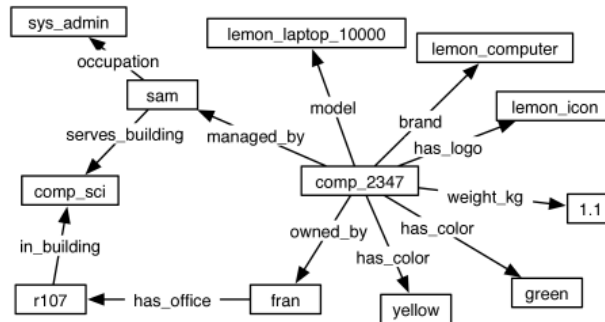 sys_admin
lemon_laptop_10000
lemon_computer
occupation
sam
model
brand
lemon_icon
serves_building
managed_by
has_logo
comp_sci
comp_2347
weight_kg
1.1
in_building
owned_by
has_color
has_color
r107
has_office
fran
yellow
green